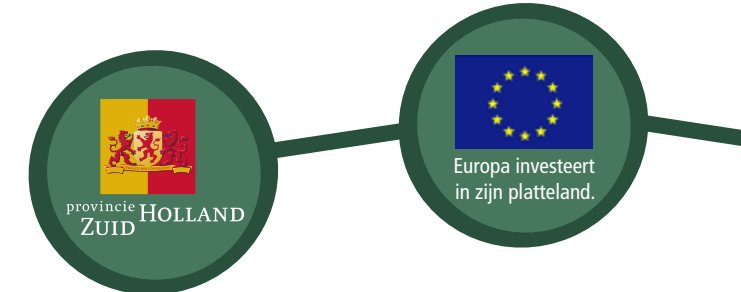 provincie HOLLAND
ZUID
Europa investeert
in zijn platteland.